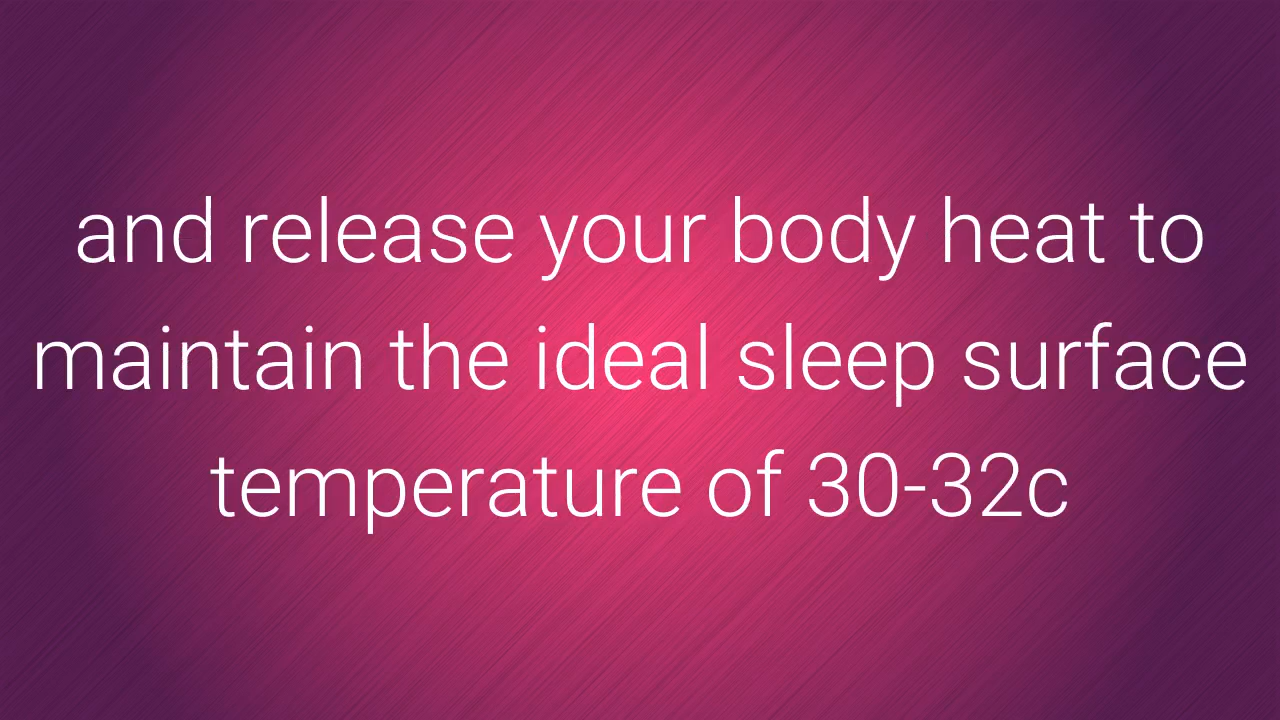 and release your body heat to
maintain the ideal sleep surface
temperature of 30-32c